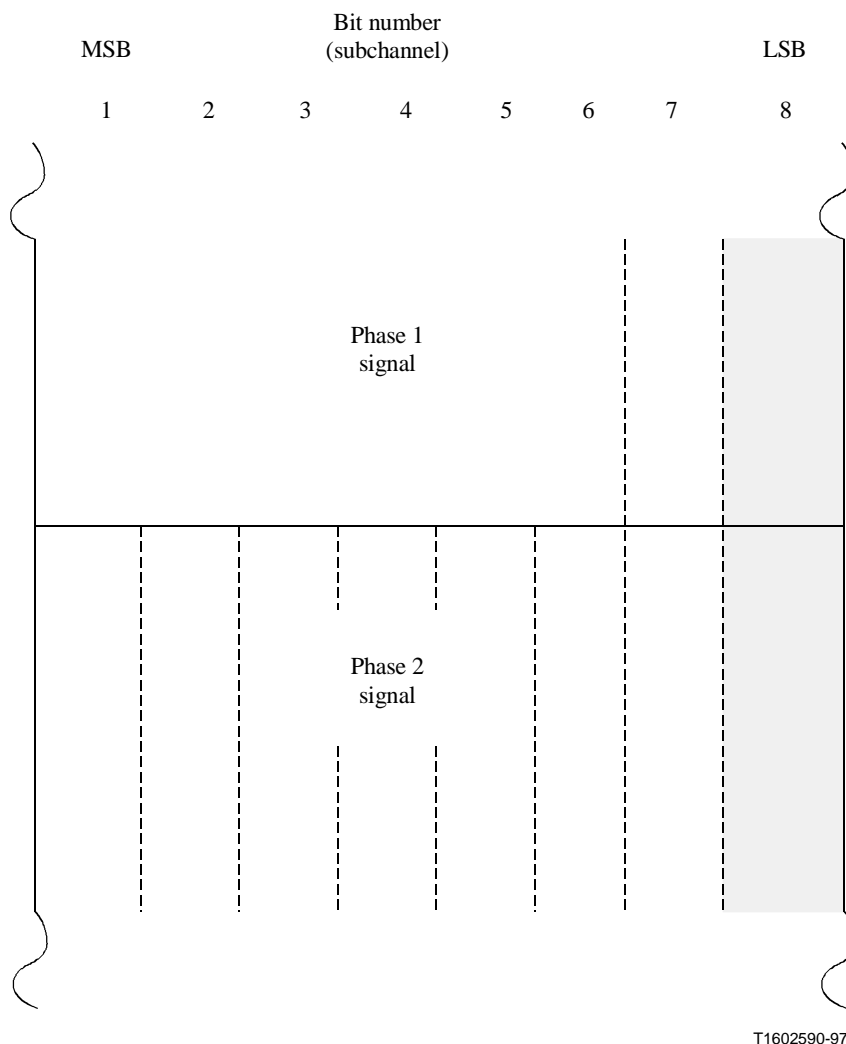 Bit number
MSB (subchannel) LSB
1 2 3 4 5 6 7 8
Phase 1
signal
Phase 2
signal
T1602590-97